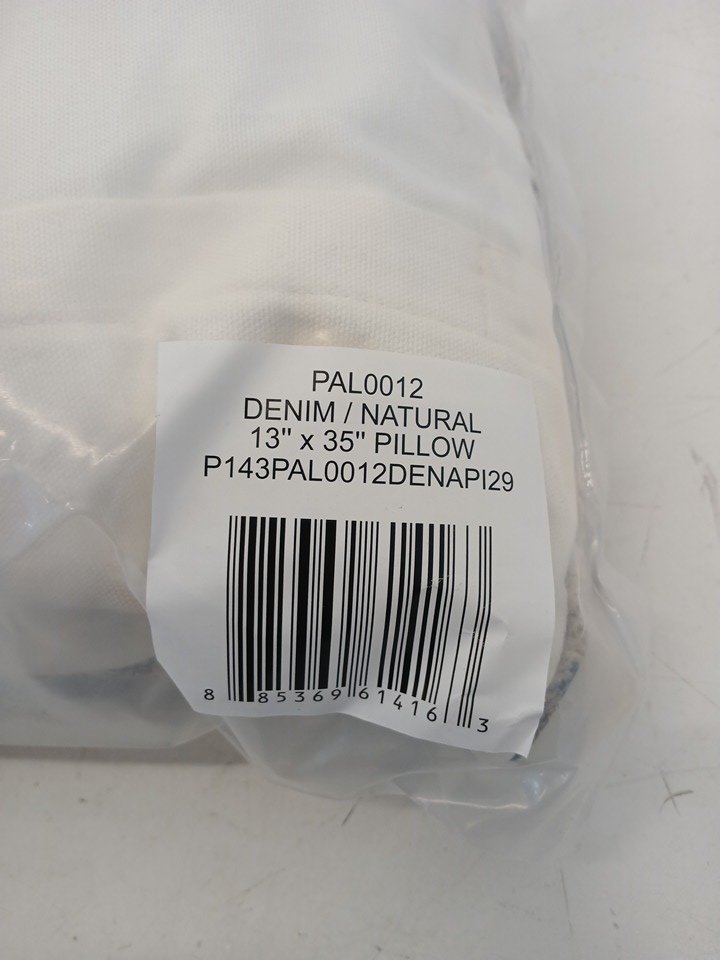 PAL0012
DENIM / NATURAL
13" x 35" PILLOW
P143PAL0012DENAPI29
8 85369 61416 3